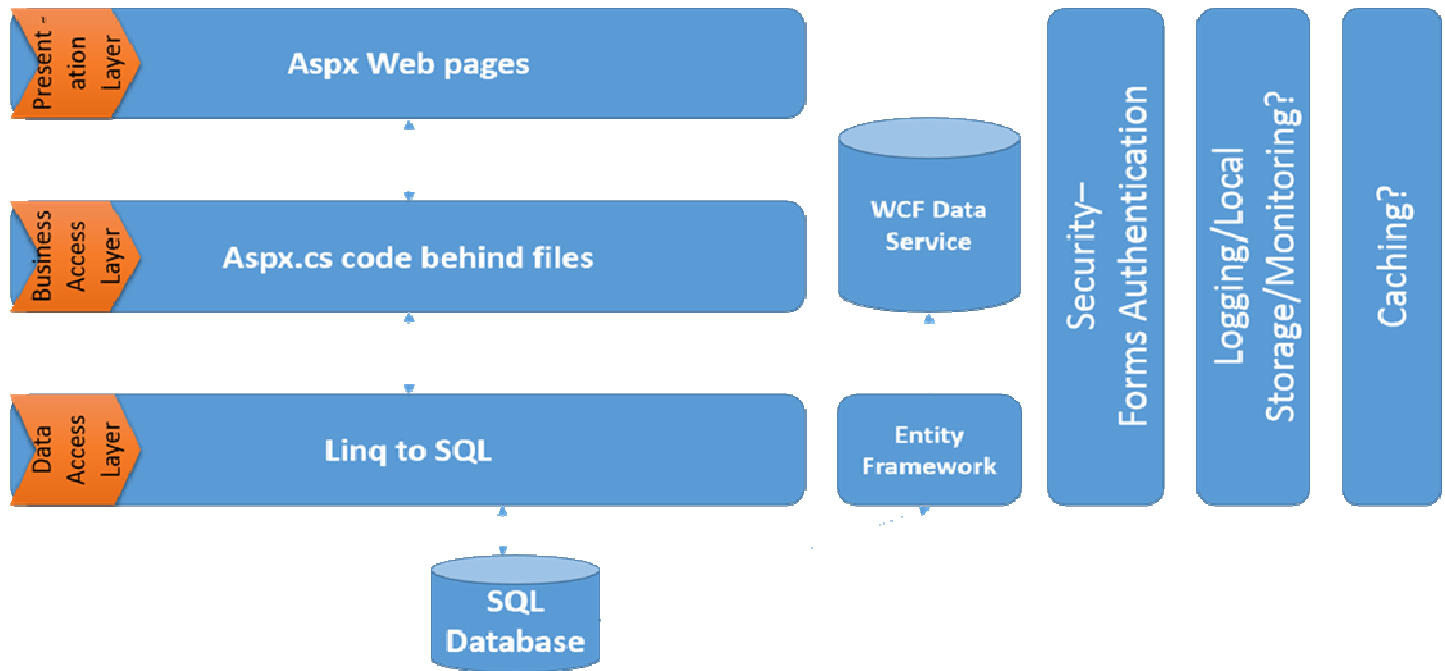 Present -
ation
Layer
Aspx Web pages
Business
Access
Layer
Aspx.cs code behind files
Data
Access
Layer
Linq to SQL
SQL
Database
WCF Data
Service
Entity
Framework
Security–
Forms Authentication
Logging/Local
Storage/Monitoring?
Caching?